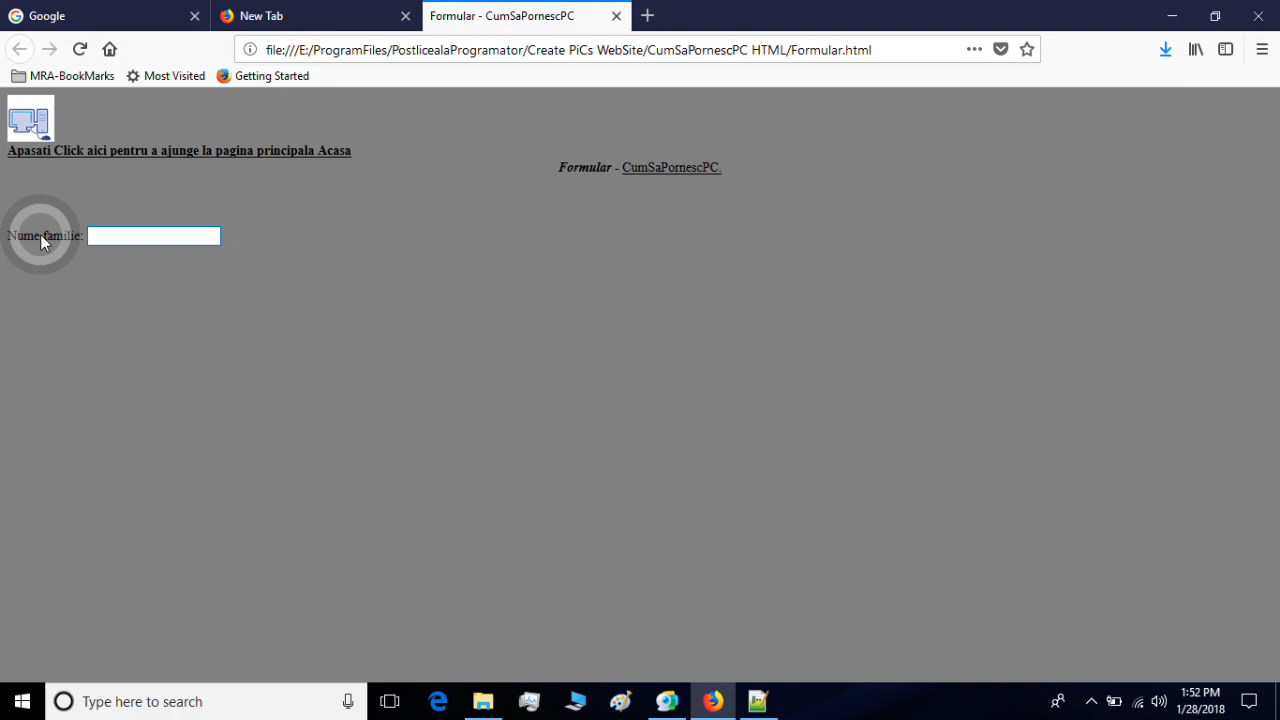 Google
New Tab
Formular - CumSaPornescPC
file:///E:/ProgramFiles/PostlicealaProgramator/Create PiCs WebSite/CumSaPornescPC HTML/Formular.html
MRA-BookMarks
Most Visited
Getting Started
Apasati Click aici pentru a ajunge la pagina principala Acasa
Formular - CumSaPornescPC.
Nume familie:
Type here to search
1:52 PM
1/28/2018